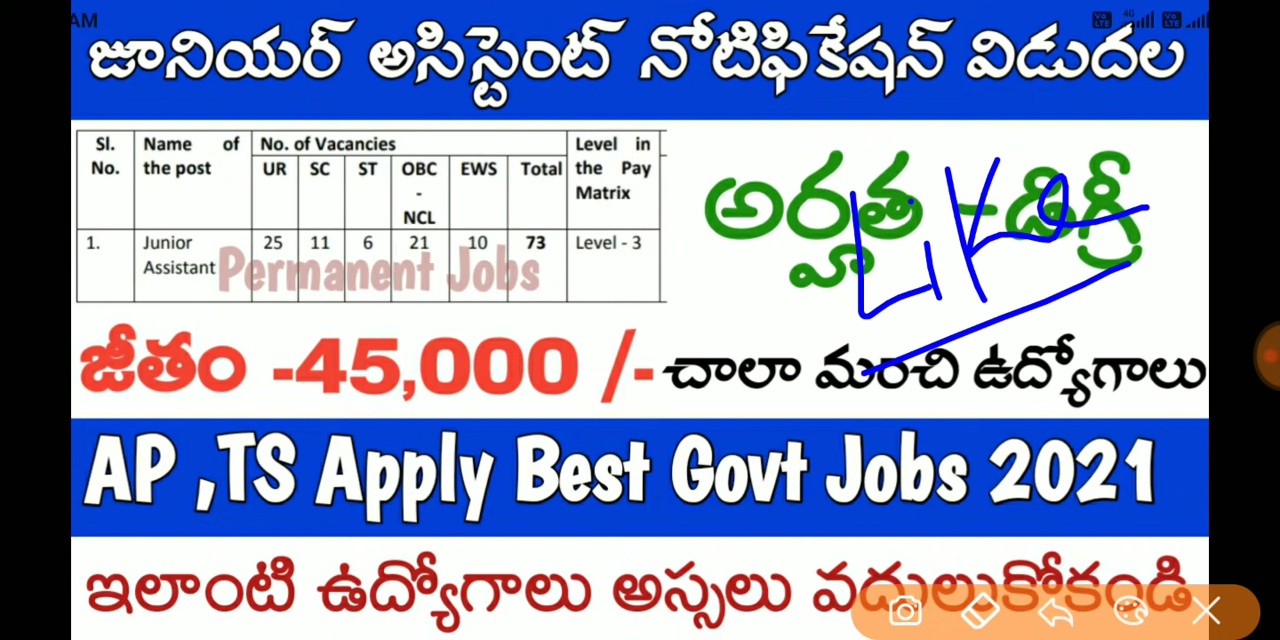 AM
జూనియర్ అసిస్టెంట్ నోటిఫికేషన్ విడుదల
Sl. No. Name of the post No. of Vacancies Level in the Pay Matrix
UR SC ST OBC - NCL EWS Total
1. Junior Assistant 25 11 6 21 10 73 Level - 3
Permanent Jobs
అర్హత - డిగ్రీ
LIKe
జీతం -45,000 /- చాలా మంచి ఉద్యోగాలు
AP ,TS Apply Best Govt Jobs 2021
ఇలాంటి ఉద్యోగాలు అస్సలు వదులుకోకండి